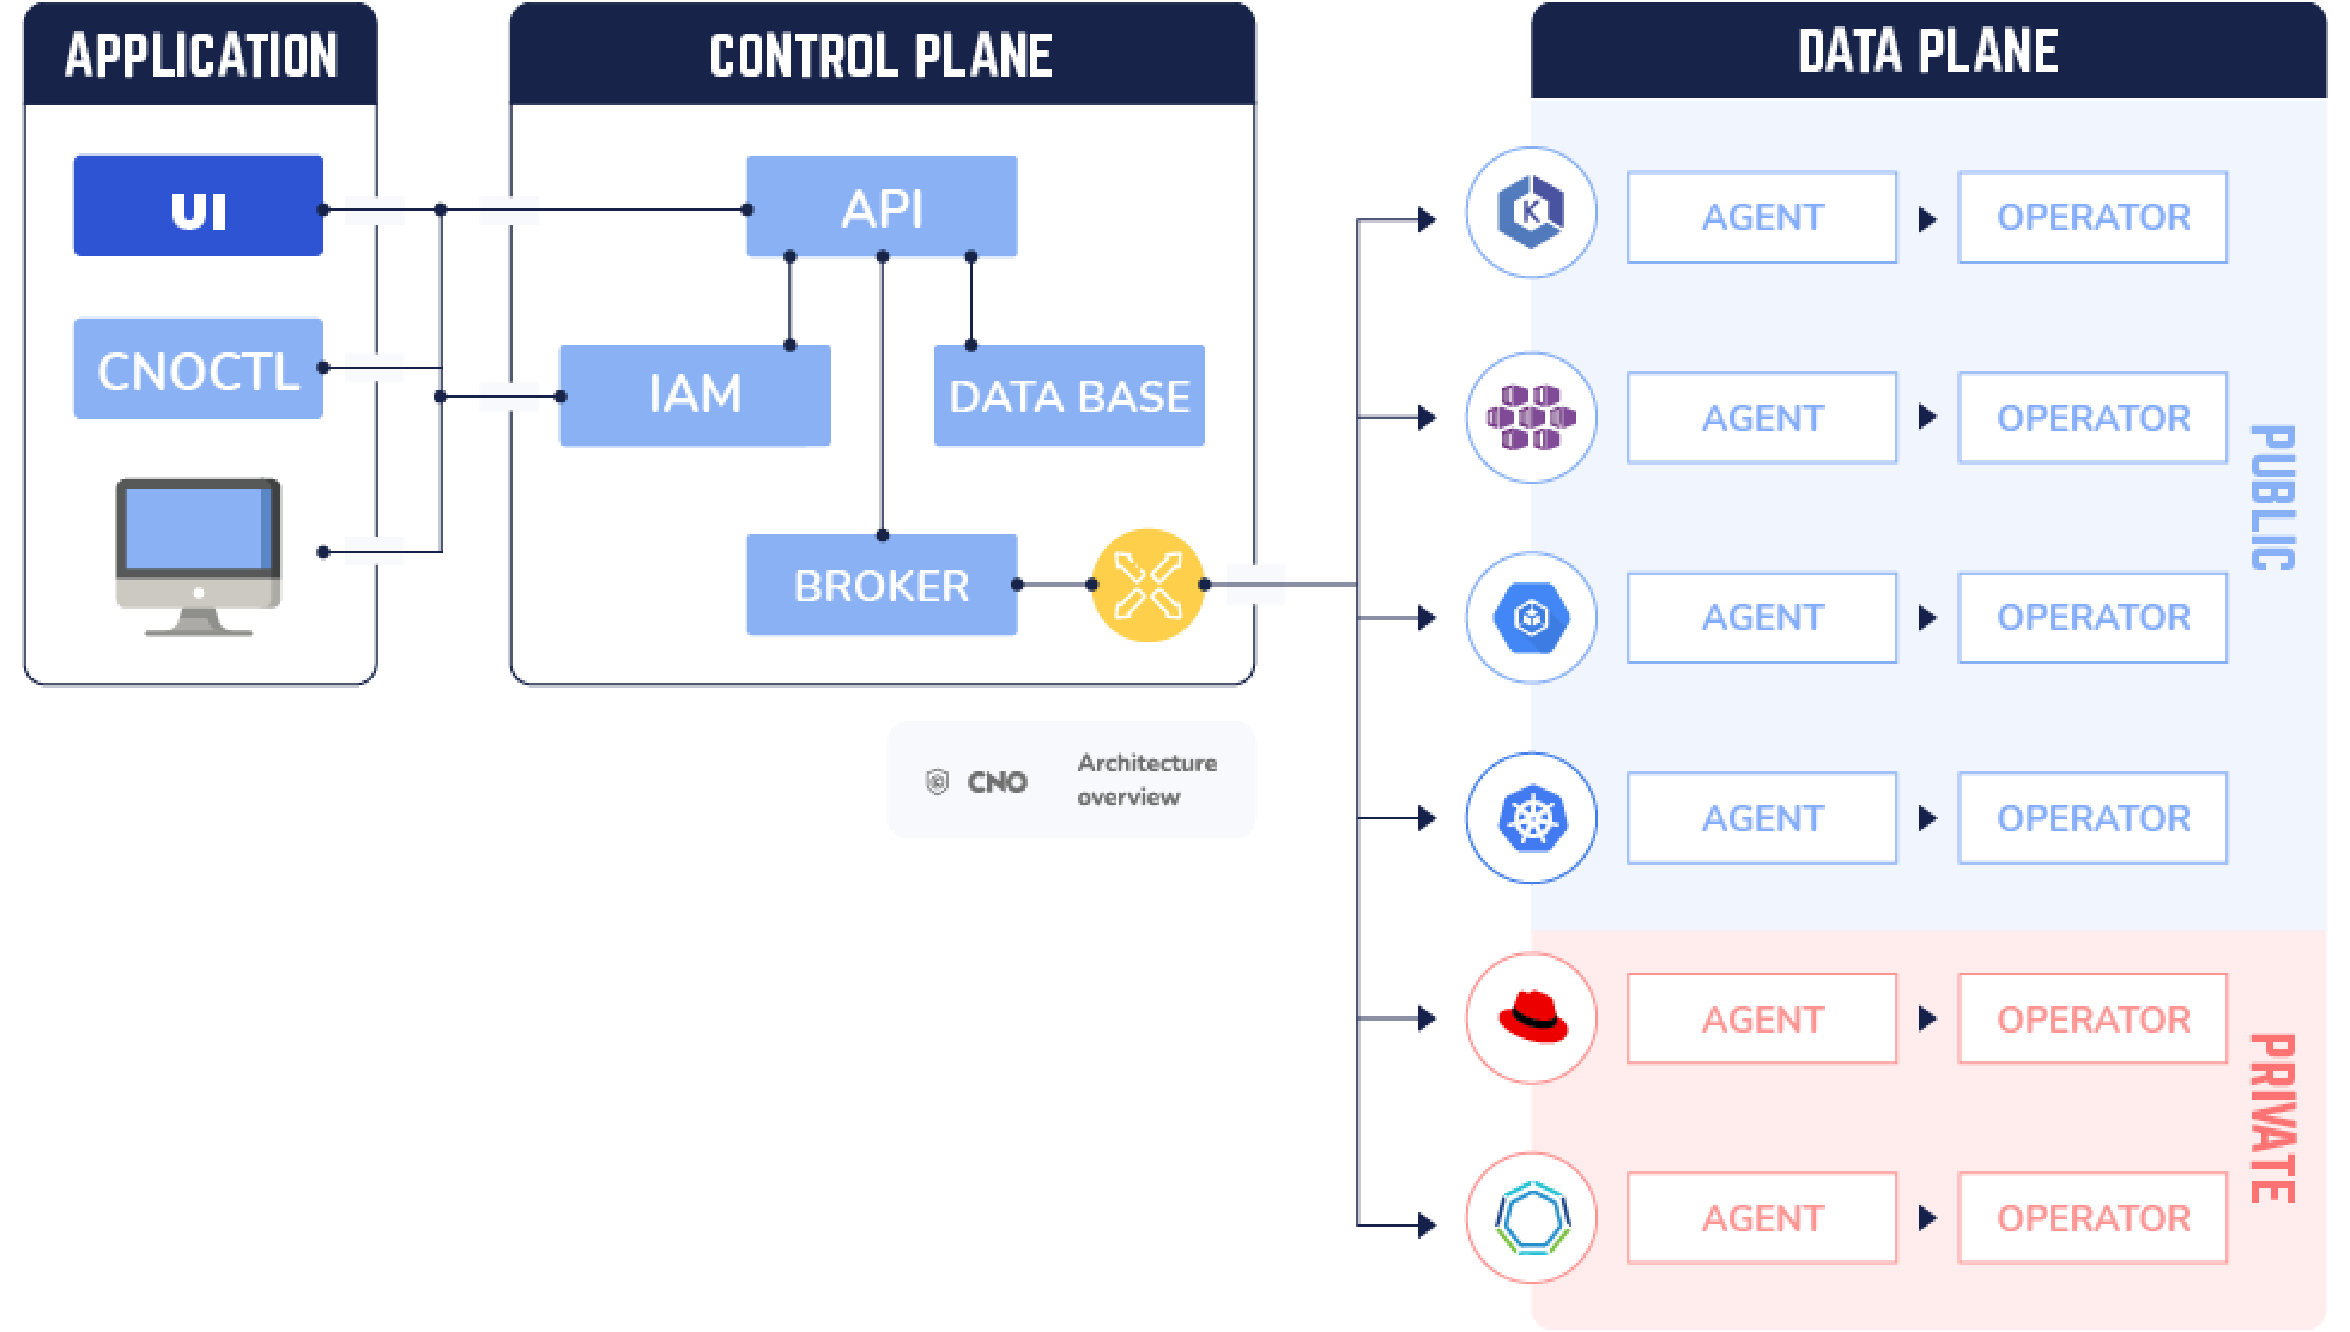 APPLICATION
UI
CNOCTL
CONTROL PLANE
API
IAM
DATA BASE
BROKER
CNO
Architecture
overview
DATA PLANE
K
AGENT
OPERATOR
AGENT
OPERATOR
AGENT
OPERATOR
AGENT
OPERATOR
PUBLIC
AGENT
OPERATOR
AGENT
OPERATOR
PRIVATE